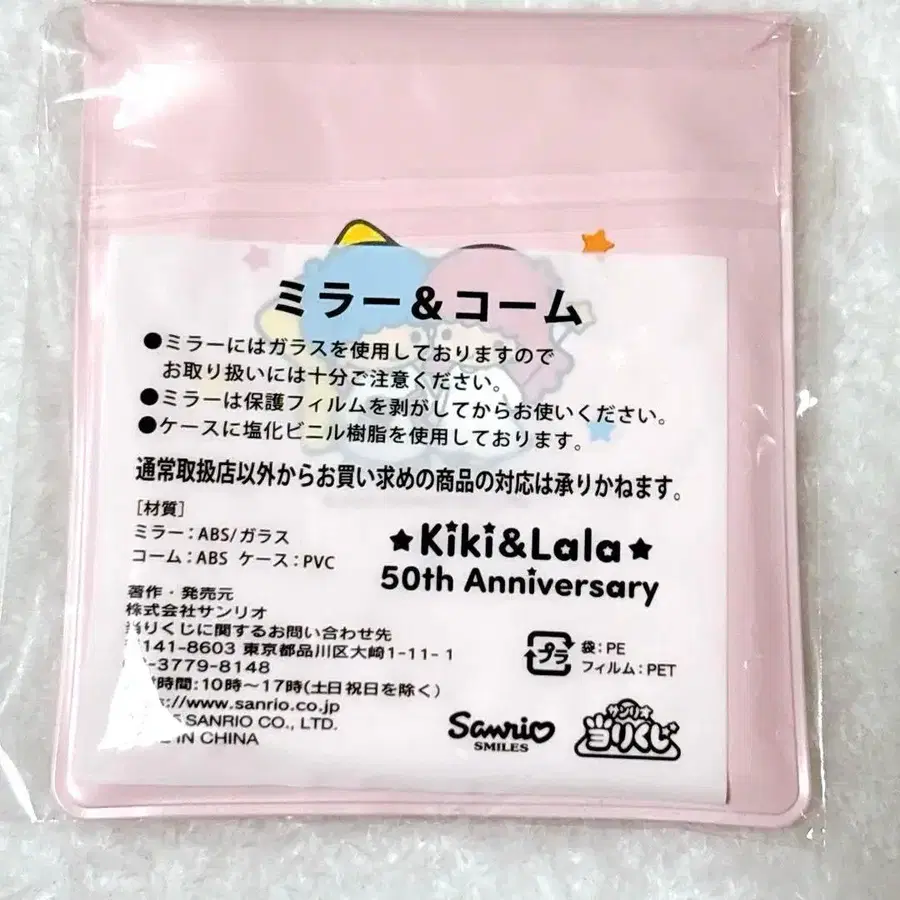 ミラー&コーム
●ミラーにはガラスを使用しておりますので
お取り扱いには十分ご注意ください。
●ミラーは保護フィルムを剥がしてからお使いください。
●ケースに塩化ビニル樹脂を使用しております。
通常取扱店以外からお買い求めの商品の対応は承りかねます。
[材質]
ミラー:ABS/ガラス
コーム:ABS ケース:PVC
★Kiki&Lala★
50th Anniversary
著作・発売元
株式会社サンリオ
当りくじに関するお問い合わせ先
141-8603 東京都品川区大崎1-11-1
-3779-8148
時間:10時〜17時(土日祝日を除く)
://www.sanrio.co.jp
SANRIO CO., LTD.
IN CHINA
プラ
袋:PE
フィルム:PET
Sanrio
SMILES
サンリオ
当りくじ